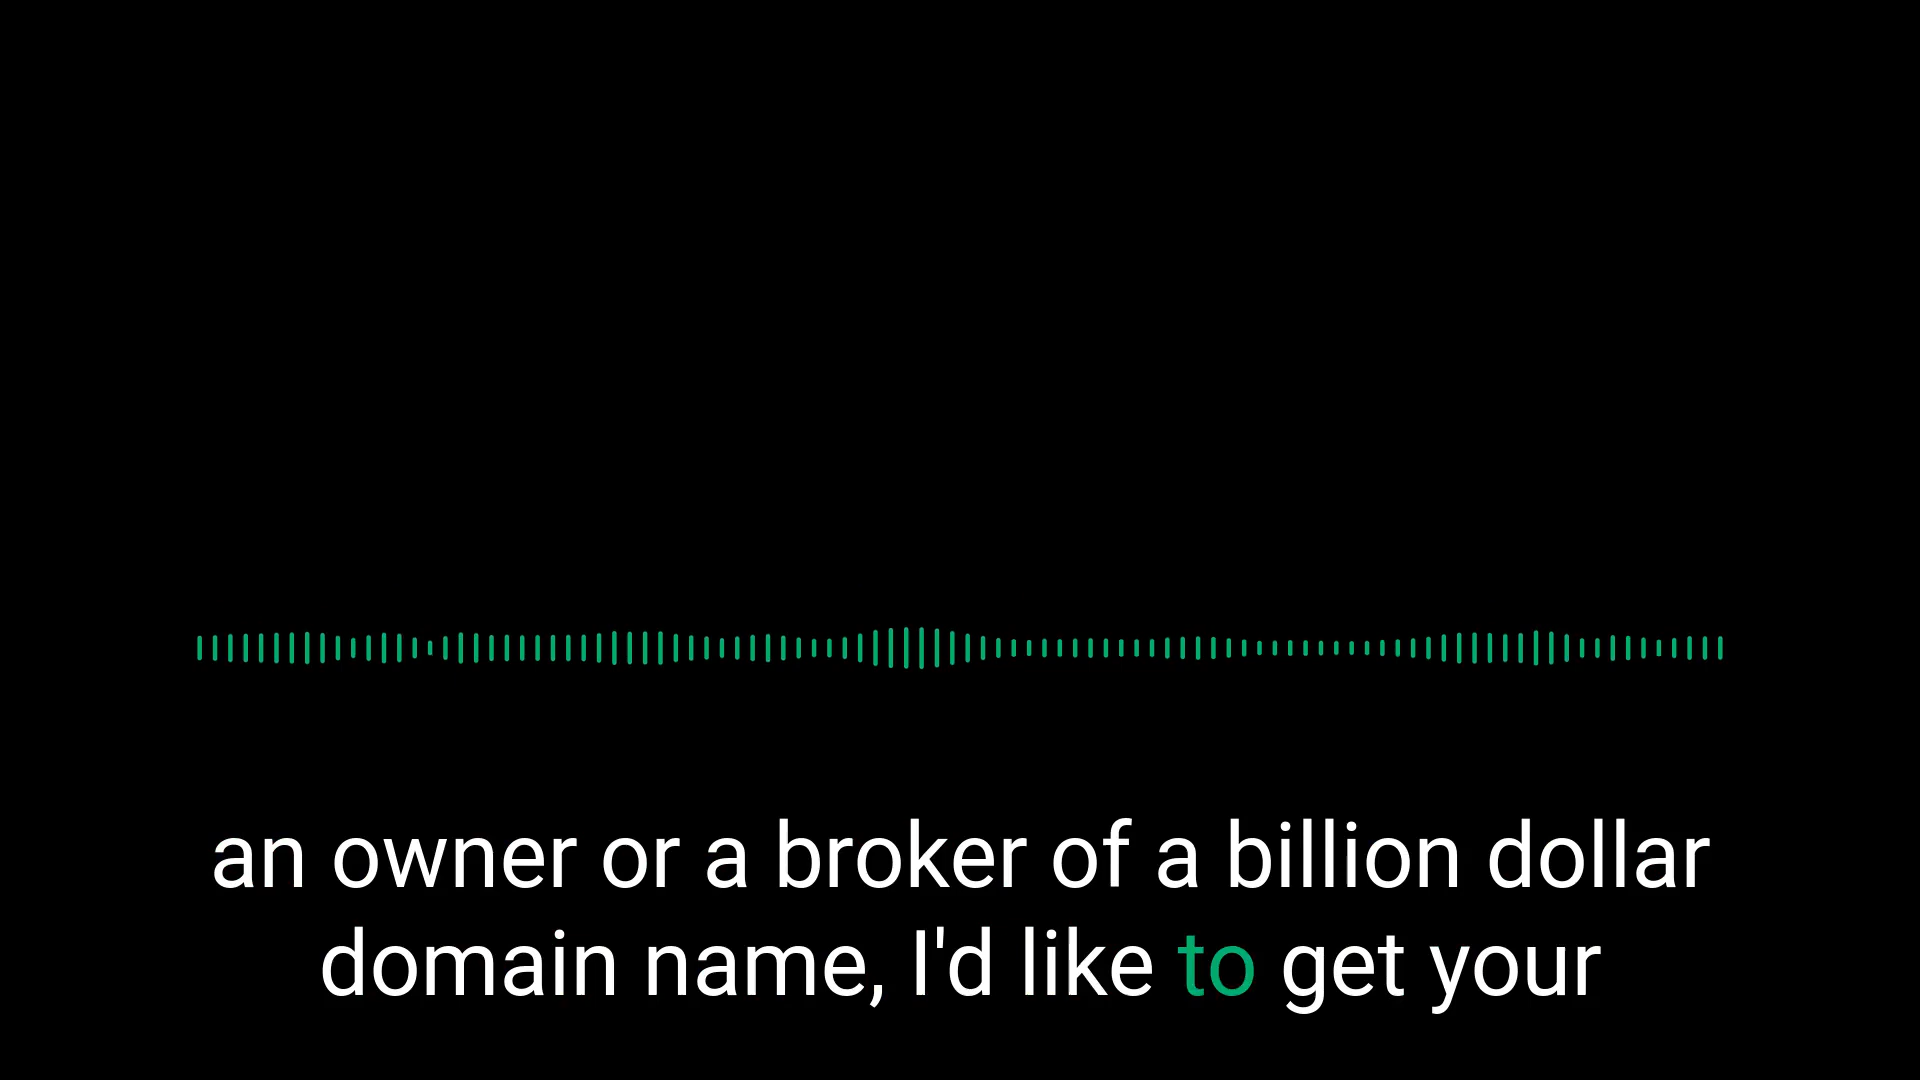 an owner or a broker of a billion dollar
domain name, I'd like to get your